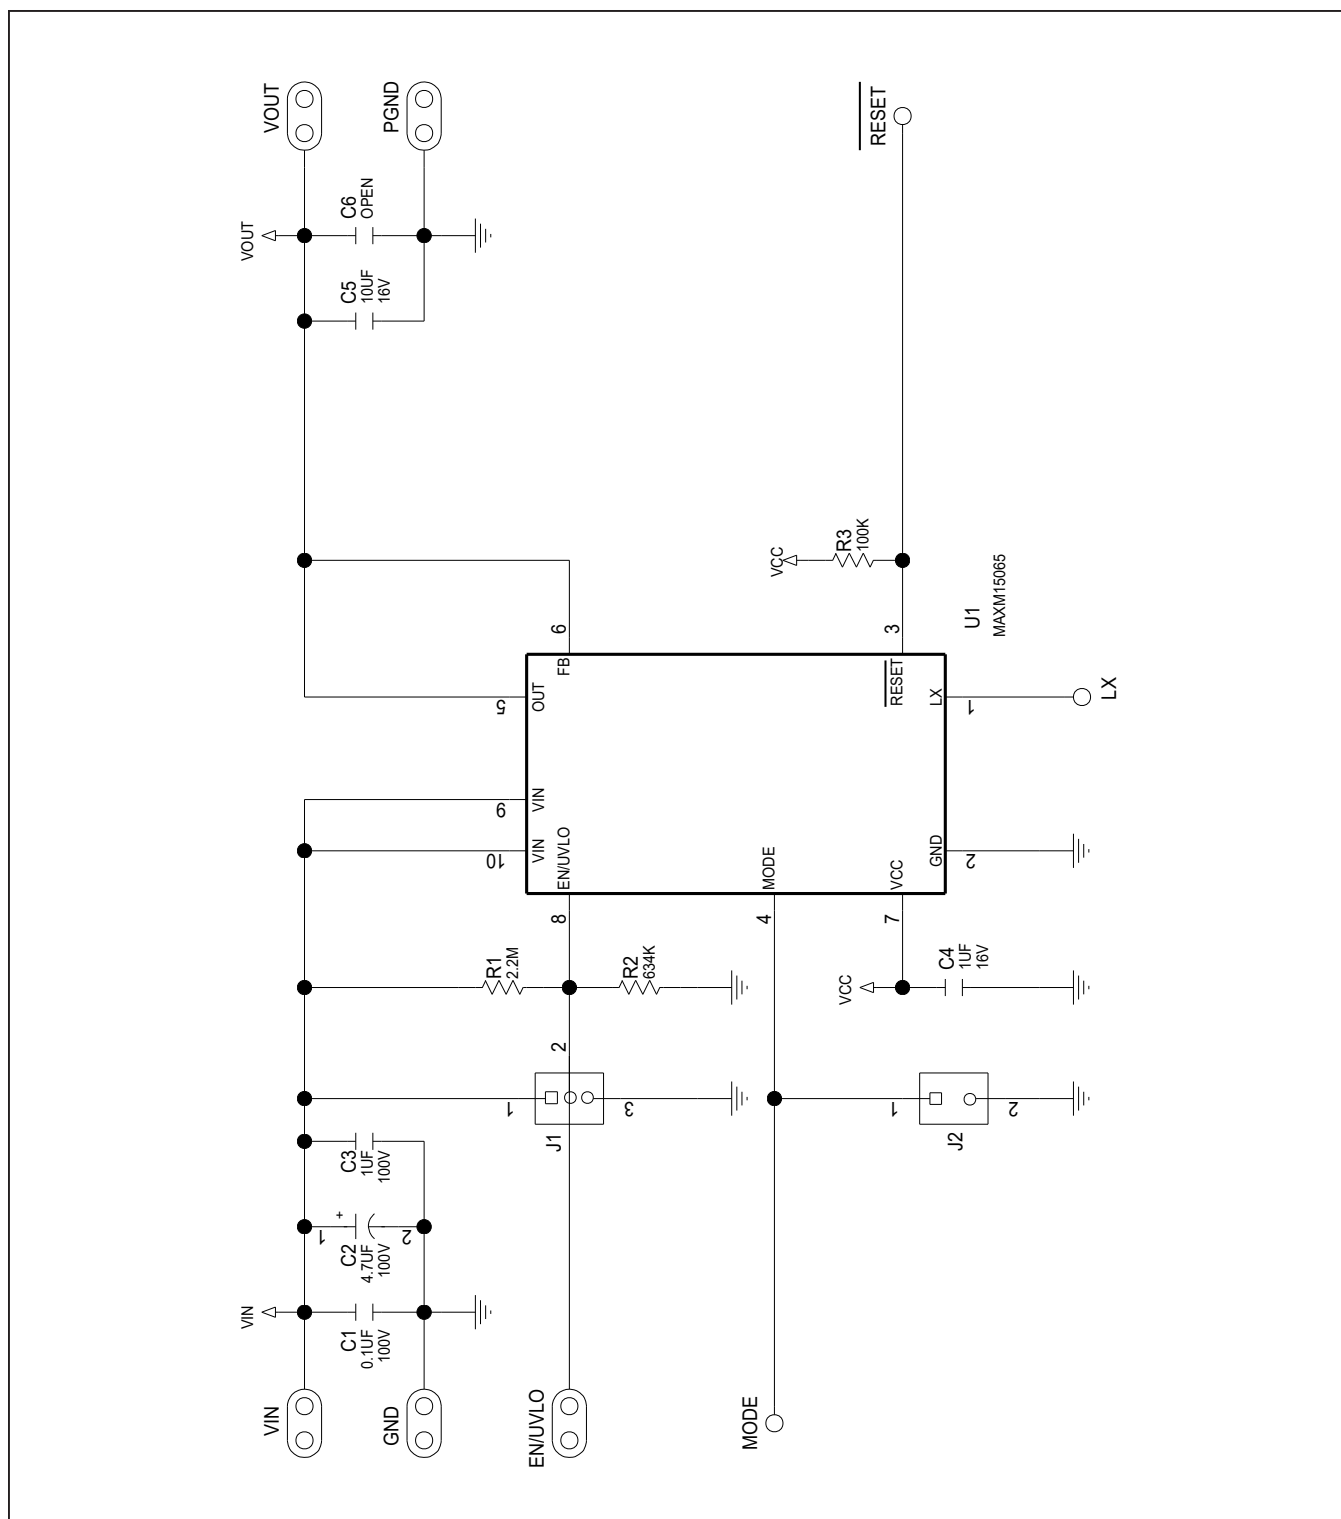 VIN
VIN
C1
0.1UF
100V
GND
1
+
C2
4.7UF
100V
2
C3
1UF
100V
EN/UVLO
J1
1
2
3
R1
2.2M
R2
634K
MODE
J2
1
2
VCC
C4
1UF
16V
10
9
5
8
4
7
2
1
6
3
VIN
VIN
OUT
EN/UVLO
MODE
VCC
GND
LX
FB
RESET
U1
MAXM15065
LX
VCC
R3
100K
RESET
VOUT
C5
10UF
16V
C6
OPEN
VOUT
PGND